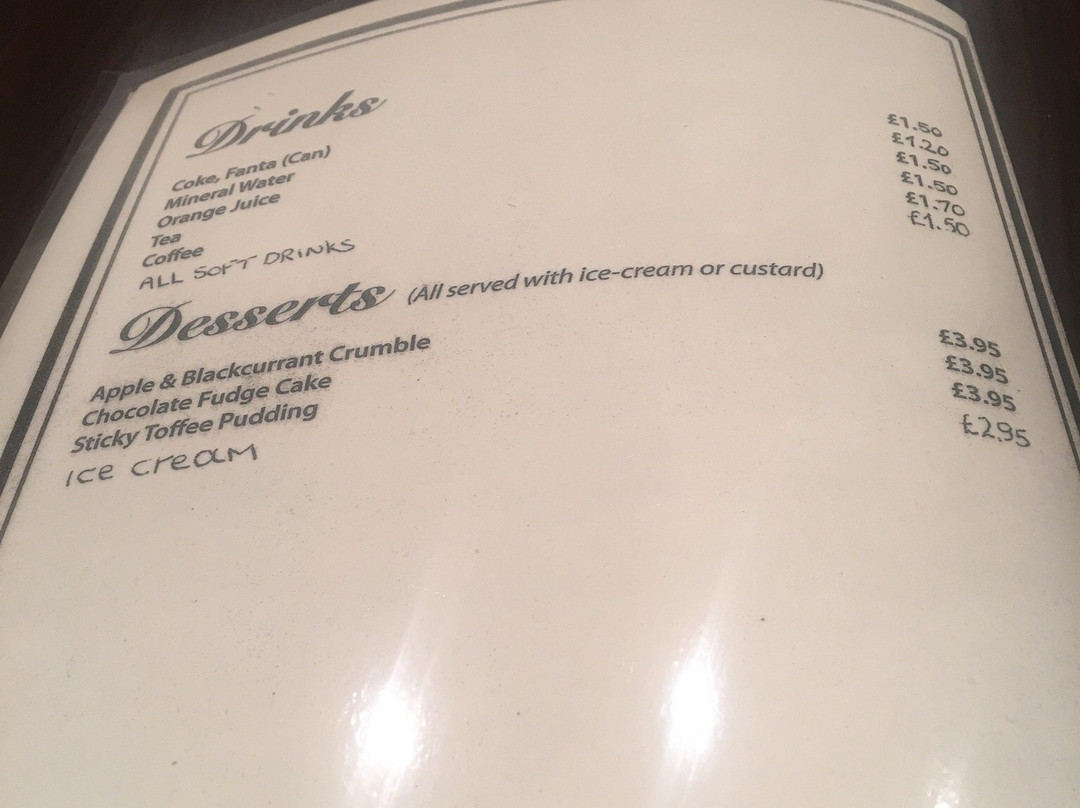 Drinks
Coke, Fanta (Can) £1.50
Mineral Water £1.20
Orange Juice £1.50
Tea £1.50
Coffee £1.70
ALL SOFT DRINKS £1.50
Desserts (All served with ice-cream or custard)
Apple & Blackcurrant Crumble £3.95
Chocolate Fudge Cake £3.95
Sticky Toffee Pudding £3.95
Ice cream £2.95